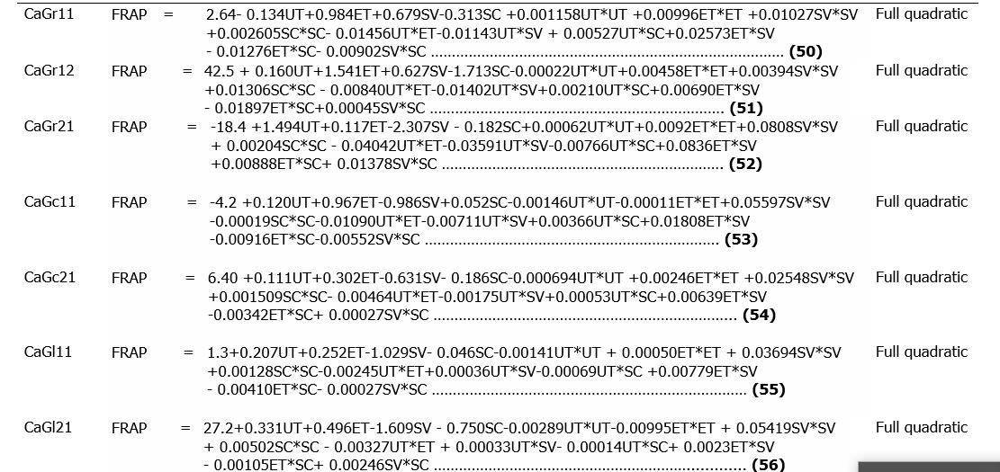 CaGr11 FRAP = 2.64- 0.134UT+0.984ET+0.679SV-0.313SC +0.001158UT*UT +0.00996ET*ET +0.01027SV*SV Full quadratic
+0.002605SC*SC- 0.01456UT*ET-0.01143UT*SV + 0.00527UT*SC+0.02573ET*SV
- 0.01276ET*SC- 0.00902SV*SC .................................................................................... (50)
CaGr12 FRAP = 42.5 + 0.160UT+1.541ET+0.627SV-1.713SC-0.00022UT*UT+0.00458ET*ET+0.00394SV*SV Full quadratic
+0.01306SC*SC - 0.00840UT*ET-0.01402UT*SV+0.00210UT*SC+0.00690ET*SV
- 0.01897ET*SC+0.00045SV*SC ...................................................................... (51)
CaGr21 FRAP = -18.4 +1.494UT+0.117ET-2.307SV - 0.182SC+0.00062UT*UT+0.0092ET*ET+0.0808SV*SV Full quadratic
+ 0.00204SC*SC - 0.04042UT*ET-0.03591UT*SV-0.00766UT*SC+0.0836ET*SV
+0.00888ET*SC+ 0.01378SV*SC ................................................................... (52)
CaGc11 FRAP = -4.2 +0.120UT+0.967ET-0.986SV+0.052SC-0.00146UT*UT-0.00011ET*ET+0.05597SV*SV Full quadratic
-0.00019SC*SC-0.01090UT*ET-0.00711UT*SV+0.00366UT*SC+0.01808ET*SV
-0.00916ET*SC-0.00552SV*SC ...................................................................... (53)
CaGc21 FRAP = 6.40 +0.111UT+0.302ET-0.631SV- 0.186SC-0.000694UT*UT +0.00246ET*ET +0.02548SV*SV Full quadratic
+0.001509SC*SC- 0.00464UT*ET-0.00175UT*SV+0.00053UT*SC+0.00639ET*SV
-0.00342ET*SC+ 0.00027SV*SC ........................................................................ (54)
CaGl11 FRAP = 1.3+0.207UT+0.252ET-1.029SV- 0.046SC-0.00141UT*UT + 0.00050ET*ET + 0.03694SV*SV Full quadratic
+0.00128SC*SC-0.00245UT*ET+0.00036UT*SV-0.00069UT*SC +0.00779ET*SV
- 0.00410ET*SC- 0.00027SV*SC ........................................................................... (55)
CaGl21 FRAP = 27.2+0.331UT+0.496ET-1.609SV - 0.750SC-0.00289UT*UT-0.00995ET*ET + 0.05419SV*SV Full quadratic
+ 0.00502SC*SC - 0.00327UT*ET + 0.00033UT*SV- 0.00014UT*SC+ 0.0023ET*SV
- 0.00105ET*SC+ 0.00246SV*SC .......................................................................... (56)